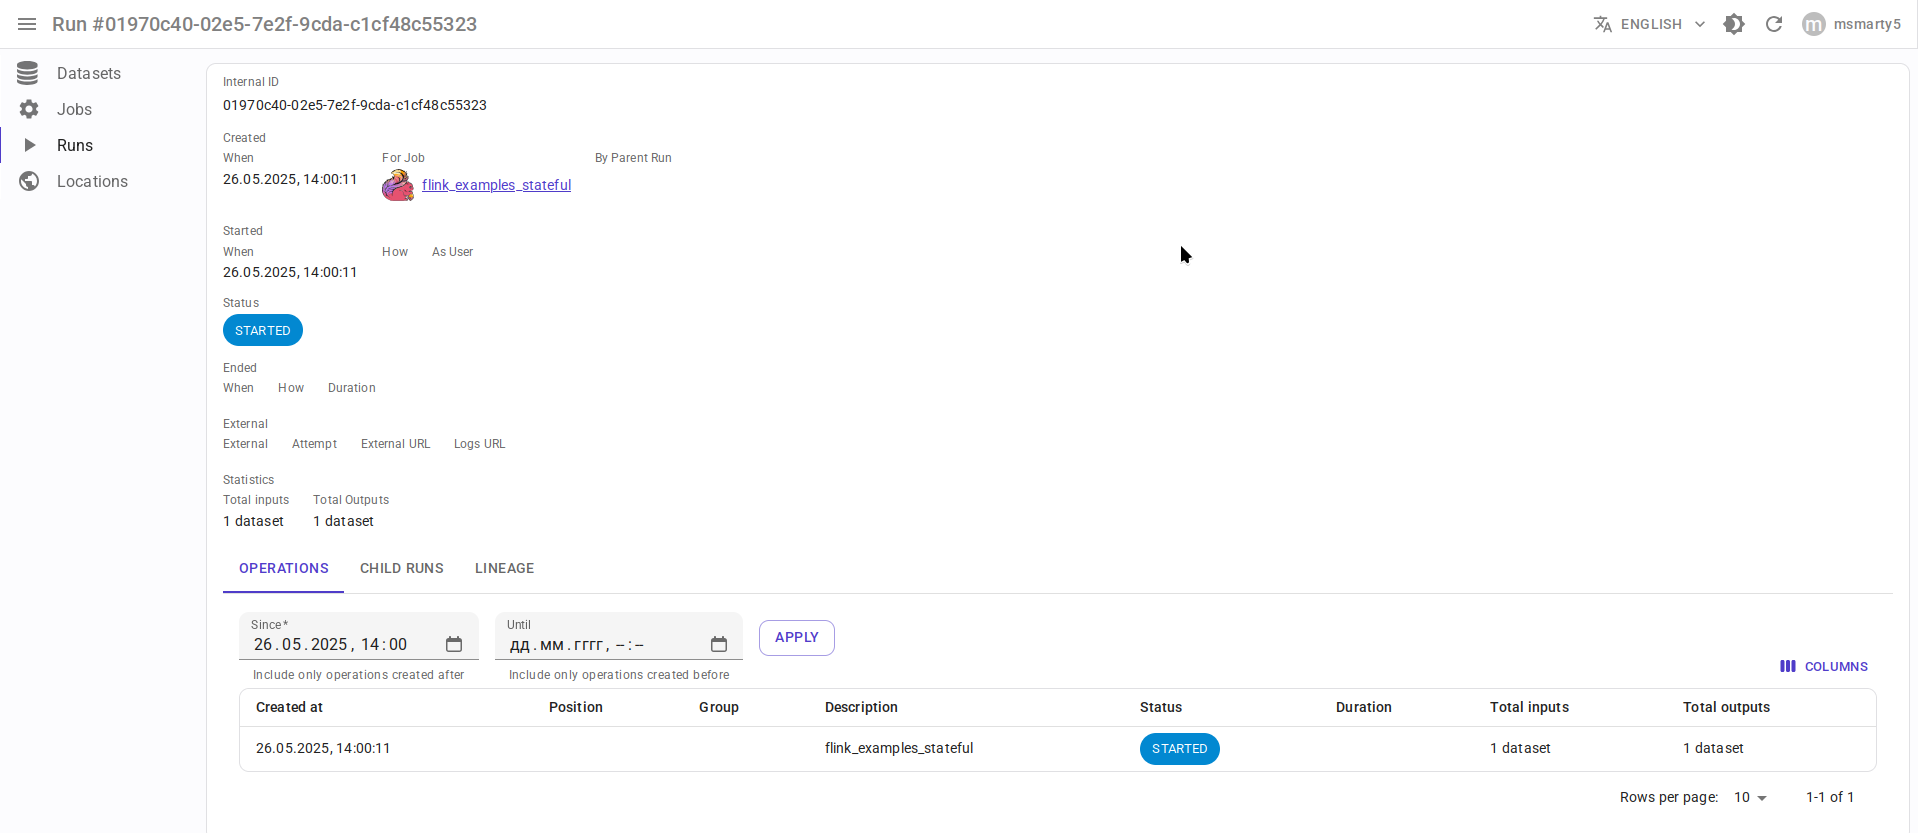 Run #01970c40-02e5-7e2f-9cda-c1cf48c55323
ENGLISH
m
msmarty5
Datasets
Jobs
Runs
Locations
Internal ID
01970c40-02e5-7e2f-9cda-c1cf48c55323
Created
When For Job By Parent Run
26.05.2025, 14:00:11 flink_examples_stateful
Started
When How As User
26.05.2025, 14:00:11
Status
STARTED
Ended
When How Duration
External
External Attempt External URL Logs URL
Statistics
Total inputs Total Outputs
1 dataset 1 dataset
OPERATIONS CHILD RUNS LINEAGE
Since* Until
26.05.2025, 14:00 дд.мм.гггг, --:-- APPLY
Include only operations created after Include only operations created before
COLUMNS
Created at Position Group Description Status Duration Total inputs Total outputs
26.05.2025, 14:00:11 flink_examples_stateful STARTED 1 dataset 1 dataset
Rows per page: 10 1-1 of 1